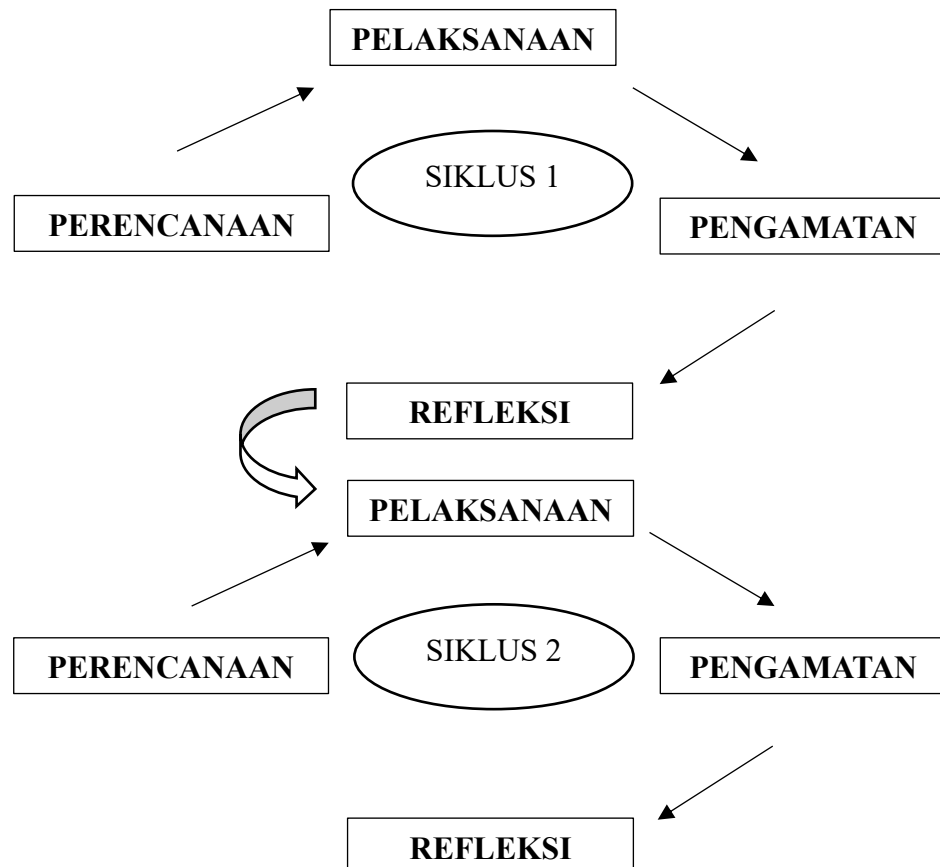 PELAKSANAAN
SIKLUS 1
PERENCANAAN
PENGAMATAN
REFLEKSI
PELAKSANAAN
SIKLUS 2
PERENCANAAN
PENGAMATAN
REFLEKSI